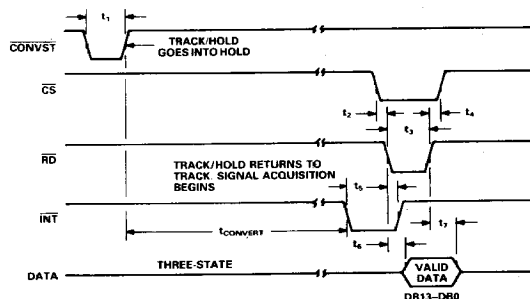 t1
CONVST
TRACK/HOLD
GOES INTO HOLD
CS
t2
t3
t4
RD
TRACK/HOLD RETURNS TO
TRACK. SIGNAL ACQUISITION
BEGINS
t5
INT
tCONVERT
t6
t7
DATA
THREE-STATE
VALID
DATA
DB13–DB0